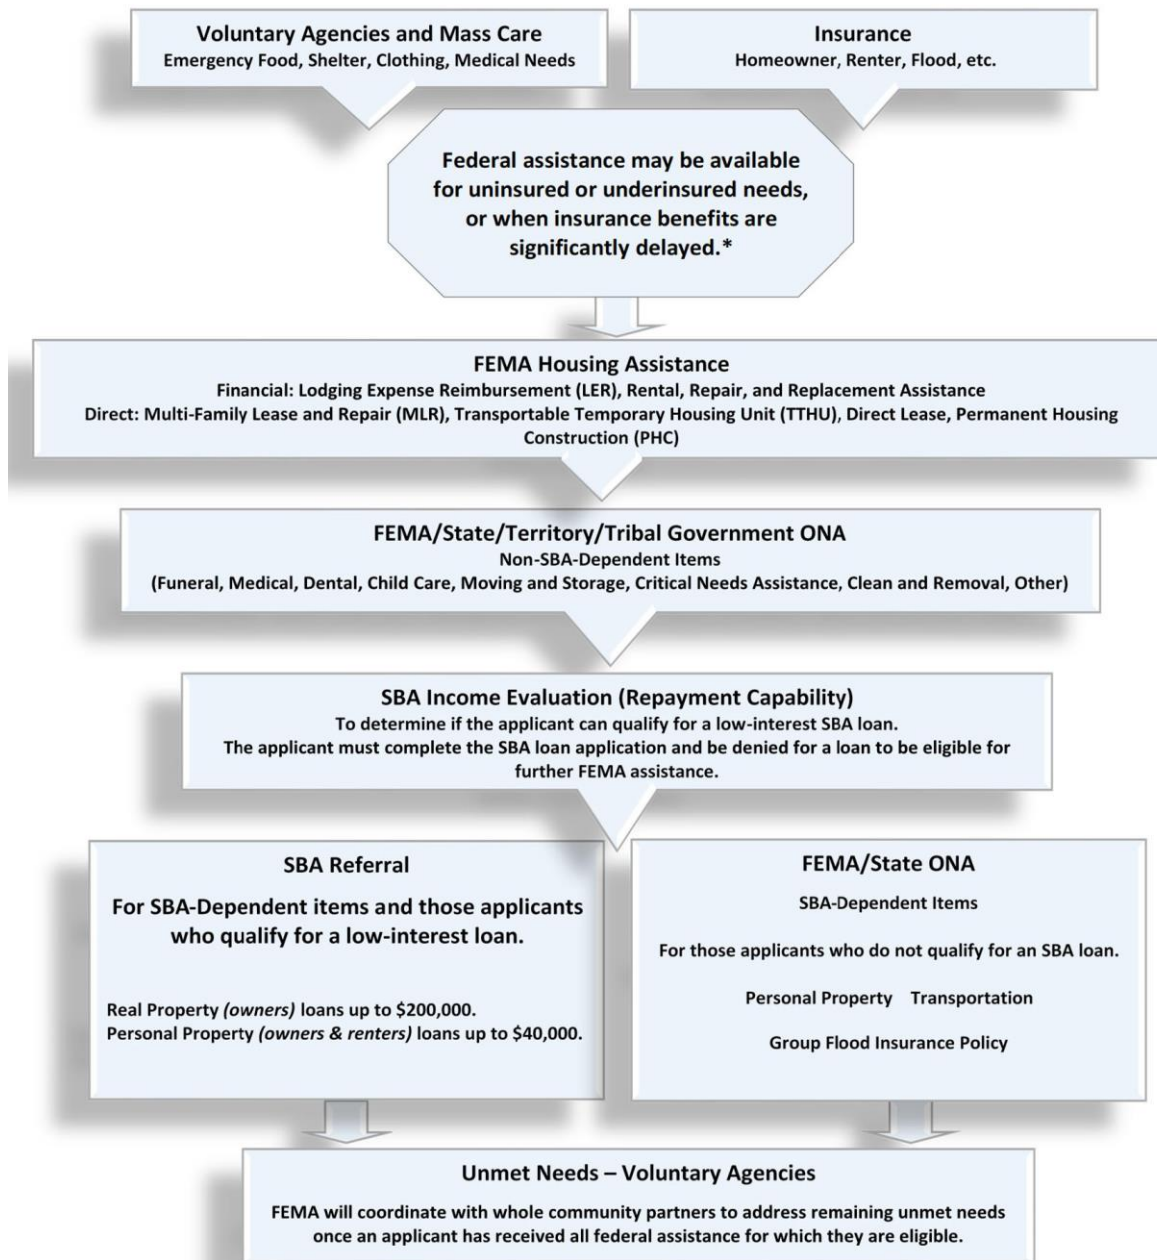 Voluntary Agencies and Mass Care
Emergency Food, Shelter, Clothing, Medical Needs
Insurance
Homeowner, Renter, Flood, etc.
Federal assistance may be available
for uninsured or underinsured needs,
or when insurance benefits are
significantly delayed.*
FEMA Housing Assistance
Financial: Lodging Expense Reimbursement (LER), Rental, Repair, and Replacement Assistance
Direct: Multi-Family Lease and Repair (MLR), Transportable Temporary Housing Unit (TTHU), Direct Lease, Permanent Housing
Construction (PHC)
FEMA/State/Territory/Tribal Government ONA
Non-SBA-Dependent Items
(Funeral, Medical, Dental, Child Care, Moving and Storage, Critical Needs Assistance, Clean and Removal, Other)
SBA Income Evaluation (Repayment Capability)
To determine if the applicant can qualify for a low-interest SBA loan.
The applicant must complete the SBA loan application and be denied for a loan to be eligible for
further FEMA assistance.
SBA Referral
For SBA-Dependent items and those applicants
who qualify for a low-interest loan.
Real Property (owners) loans up to $200,000.
Personal Property (owners & renters) loans up to $40,000.
FEMA/State ONA
SBA-Dependent Items
For those applicants who do not qualify for an SBA loan.
Personal Property Transportation
Group Flood Insurance Policy
Unmet Needs – Voluntary Agencies
FEMA will coordinate with whole community partners to address remaining unmet needs
once an applicant has received all federal assistance for which they are eligible.